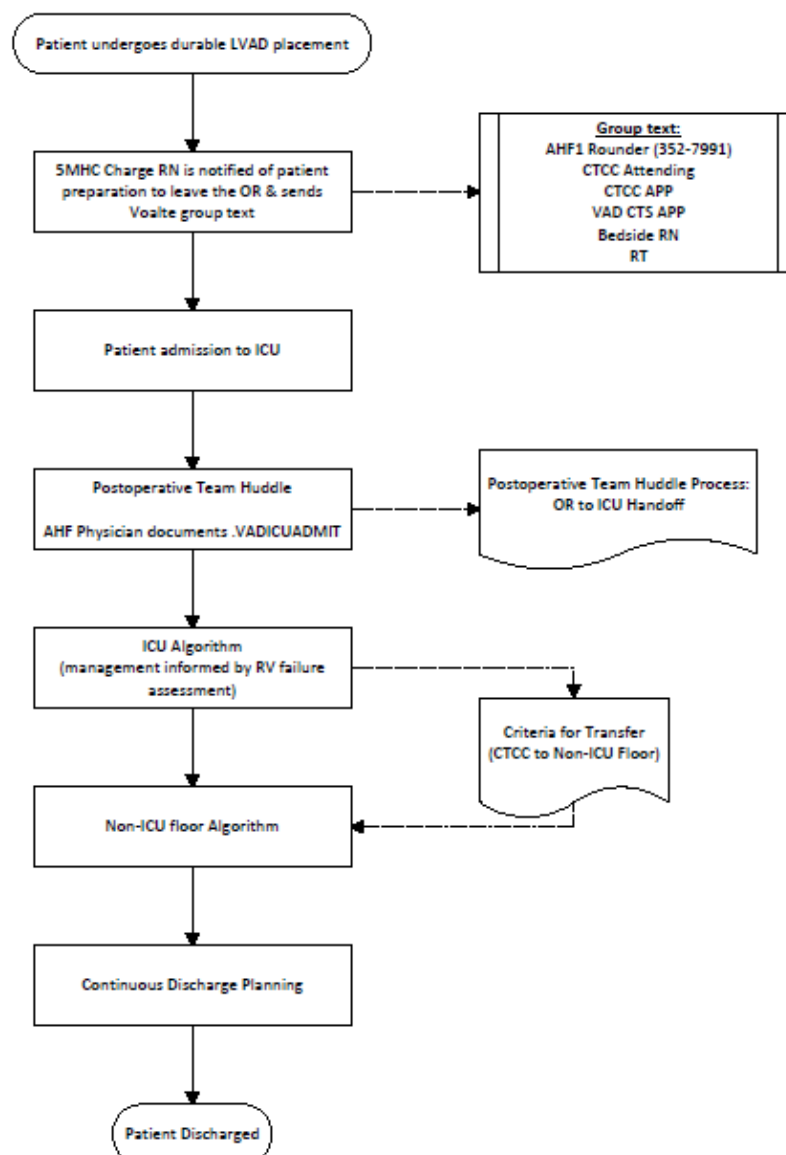 Patient undergoes durable LVAD placement
5MHC Charge RN is notified of patient
preparation to leave the OR & sends
Voalte group text
Group text:
AHF1 Rounder (352-7991)
CTCC Attending
CTCC APP
VAD CTS APP
Bedside RN
RT
Patient admission to ICU
Postoperative Team Huddle
AHF Physician documents .VADICUADMIT
Postoperative Team Huddle Process:
OR to ICU Handoff
ICU Algorithm
(management informed by RV failure
assessment)
Criteria for Transfer
(CTCC to Non-ICU Floor)
Non-ICU floor Algorithm
Continuous Discharge Planning
Patient Discharged